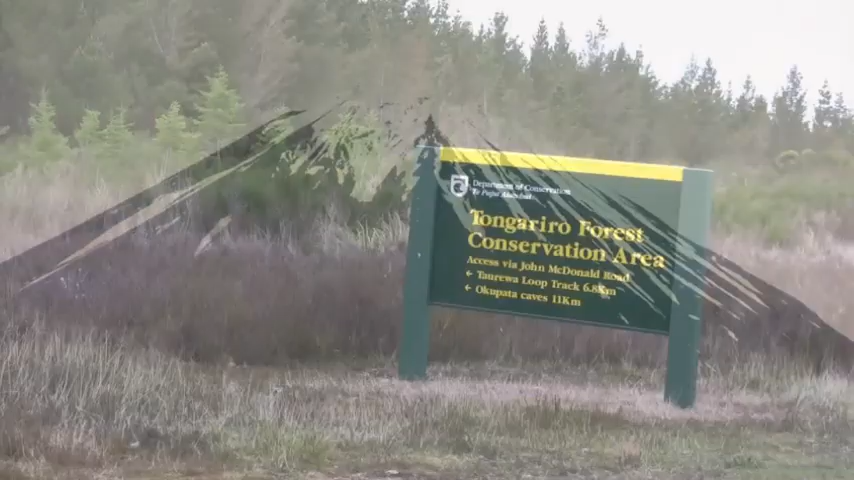 Department of Conservation
Te Papa Atawhai
Tongariro Forest
Conservation Area
Access via John McDonald Road
← Taurewa Loop Track 6.8Km
← Okupata caves 11Km